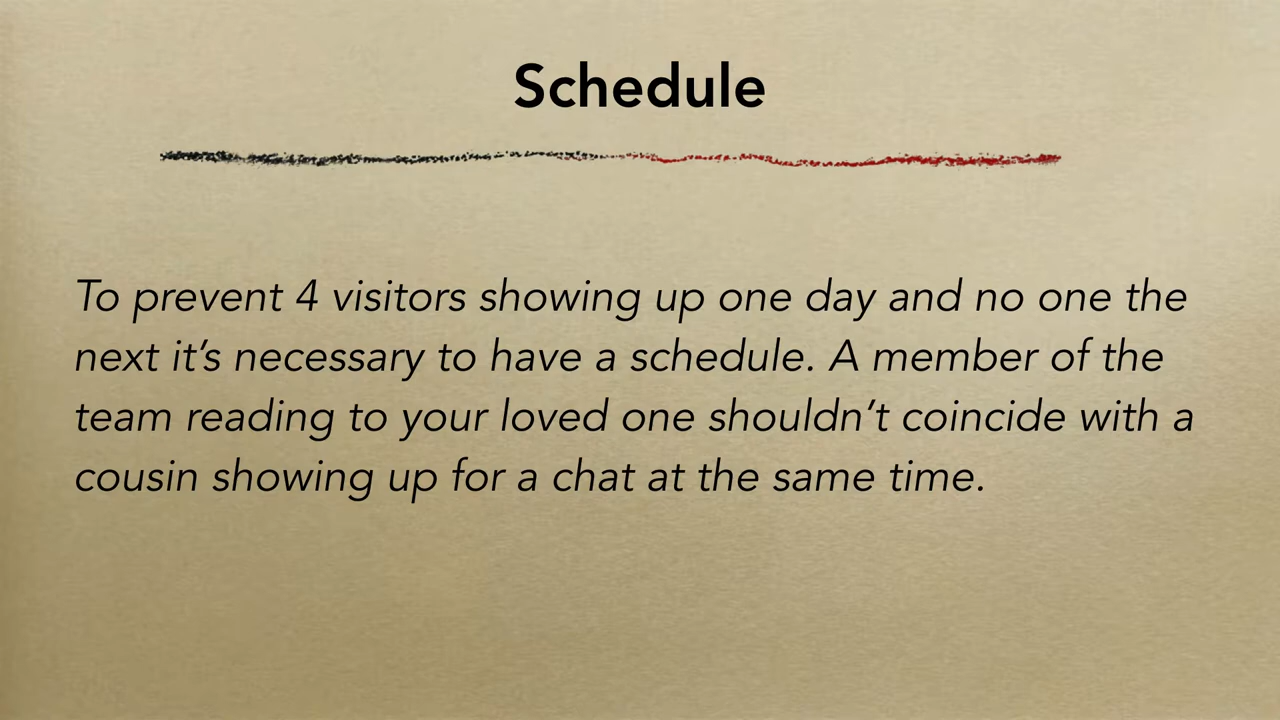 Schedule
To prevent 4 visitors showing up one day and no one the
next it’s necessary to have a schedule. A member of the
team reading to your loved one shouldn’t coincide with a
cousin showing up for a chat at the same time.